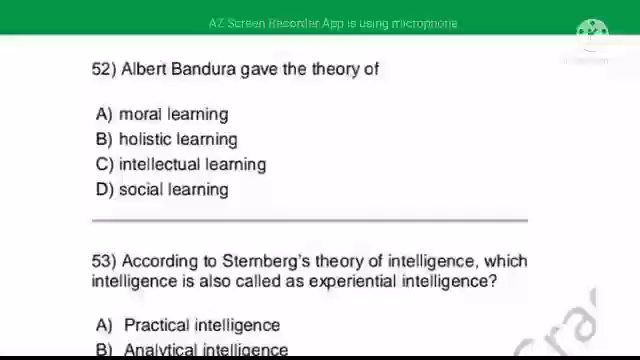 AZ Screen Recorder App is using microphone
52) Albert Bandura gave the theory of
A) moral learning
B) holistic learning
C) intellectual learning
D) social learning
53) According to Sternberg's theory of intelligence, which
intelligence is also called as experiential intelligence?
A) Practical intelligence
B) Analytical intelligence